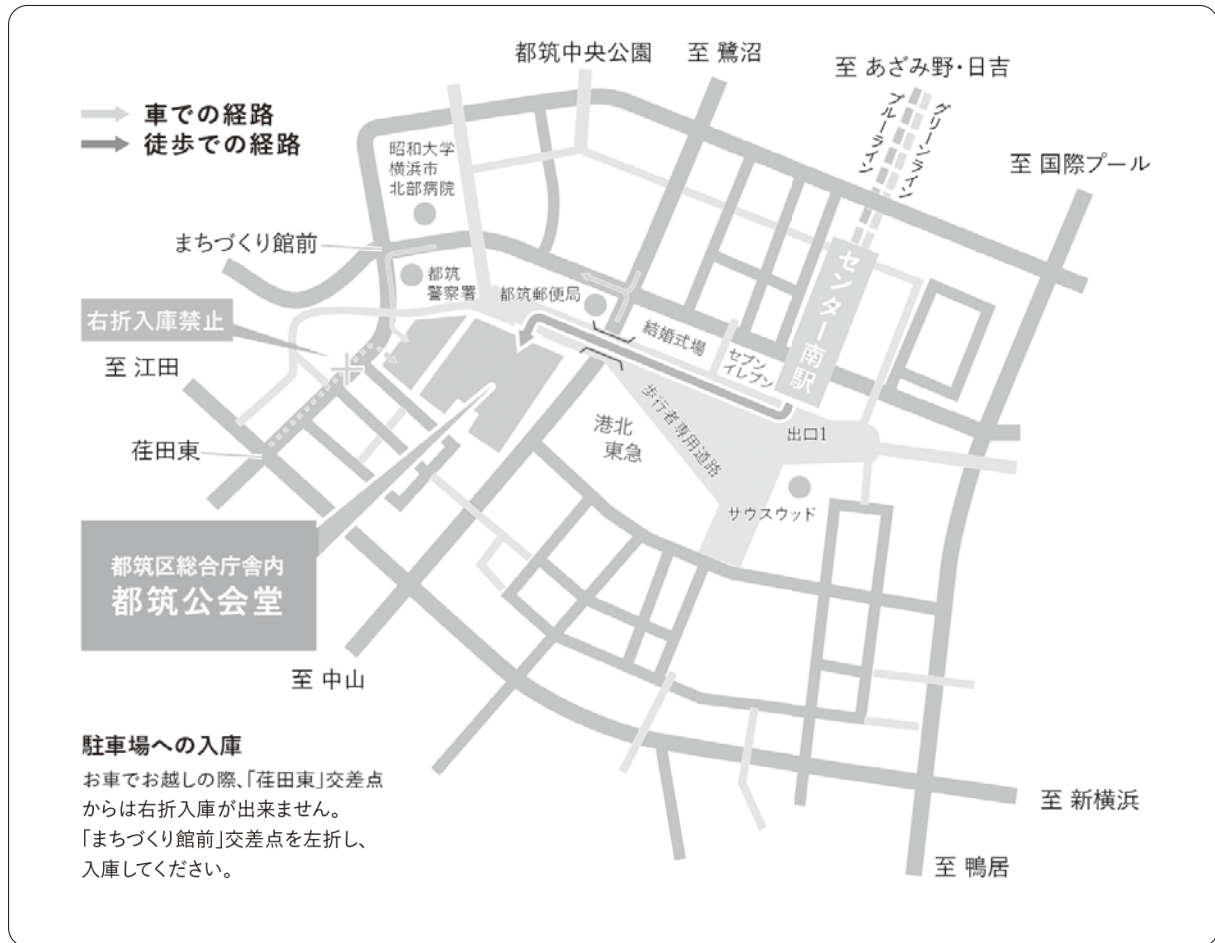 都筑中央公園
至 鷺沼
至 あざみ野・日吉
ブルーライン
グリーンライン
車での経路
徒歩での経路
昭和大学
横浜市
北部病院
至 国際プール
まちづくり館前
都筑
警察署
都筑郵便局
センター南駅
右折入庫禁止
結婚式場
セブン
イレブン
至 江田
歩行者専用道路
港北
東急
出口1
荏田東
サウスウッド
都筑区総合庁舎内
都筑公会堂
至 中山
駐車場への入庫
お車でお越しの際、「荏田東」交差点
からは右折入庫が出来ません。
「まちづくり館前」交差点を左折し、
入庫してください。
至 新横浜
至 鴨居